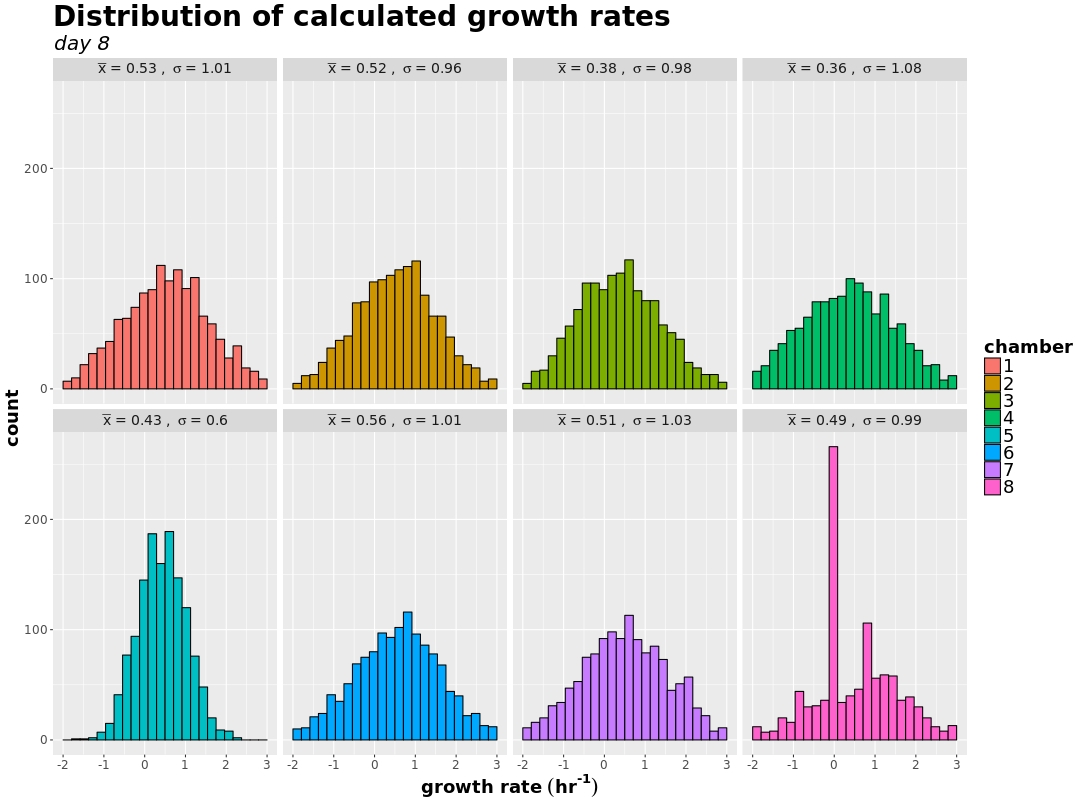 Distribution of calculated growth rates
day 8
x̅ = 0.53 , σ = 1.01
x̅ = 0.52 , σ = 0.96
x̅ = 0.38 , σ = 0.98
x̅ = 0.36 , σ = 1.08
200
100
0
x̅ = 0.43 , σ = 0.6
x̅ = 0.56 , σ = 1.01
x̅ = 0.51 , σ = 1.03
x̅ = 0.49 , σ = 0.99
200
100
0
-2 -1 0 1 2 3
-2 -1 0 1 2 3
-2 -1 0 1 2 3
-2 -1 0 1 2 3
count
growth rate (hr⁻¹)
chamber
1
2
3
4
5
6
7
8